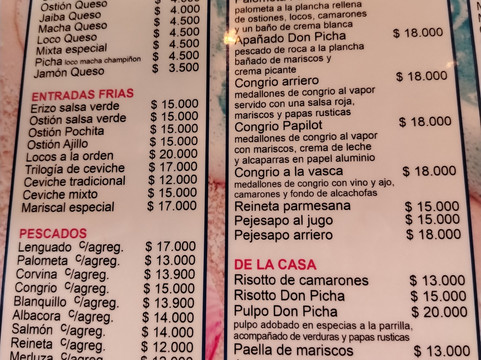 Ostión Queso
Jaiba Queso $ 4.000
Macha Queso $ 4.500
Loco Queso $ 4.500
Mixta especial $ 4.500
Picha loco macha champiñon $ 4.500
Jamón Queso $ 3.500
ENTRADAS FRIAS
Erizo salsa verde $ 15.000
Ostión salsa verde $ 15.000
Ostión Pochita $ 15.000
Ostión Ajillo $ 15.000
Locos a la orden $ 20.000
Trilogía de ceviche $ 17.000
Ceviche tradicional $ 12.000
Ceviche mixto $ 15.000
Mariscal especial $ 17.000
PESCADOS
Lenguado c/agreg. $ 17.000
Palometa c/agreg. $ 13.000
Corvina c/agreg. $ 13.900
Congrio c/agreg. $ 15.000
Blanquillo c/agreg. $ 13.900
Albacora c/agreg. $ 14.000
Salmón c/agreg. $ 14.000
Reineta c/agreg. $ 12.000
Merluza c/agreg.
palometa a la plancha rellena
de ostiones, locos, camarones
y un baño de crema blanca
Apañado Don Picha $ 18.000
pescado de roca a la plancha
bañado de mariscos y
crema picante
Congrio arriero $ 18.000
medallones de congrio al vapor
servido con una salsa roja,
mariscos y papas rusticas
Congrio Papilot $ 18.000
medallones de congrio al vapor
con mariscos, crema de leche
y alcaparras en papel aluminio
Congrio a la vasca $ 18.000
medallones de congrio con vino y ajo,
camarones y fondo de alcachofas
Reineta parmesana $ 15.000
Pejesapo al jugo $ 15.000
Pejesapo arriero $ 18.000
DE LA CASA
Risotto de camarones $ 13.000
Risotto Don Picha $ 15.000
Pulpo Don Picha $ 20.000
pulpo adobado en especias a la parrilla,
acompañado de verduras y papas rusticas
Paella de mariscos $ 13.000